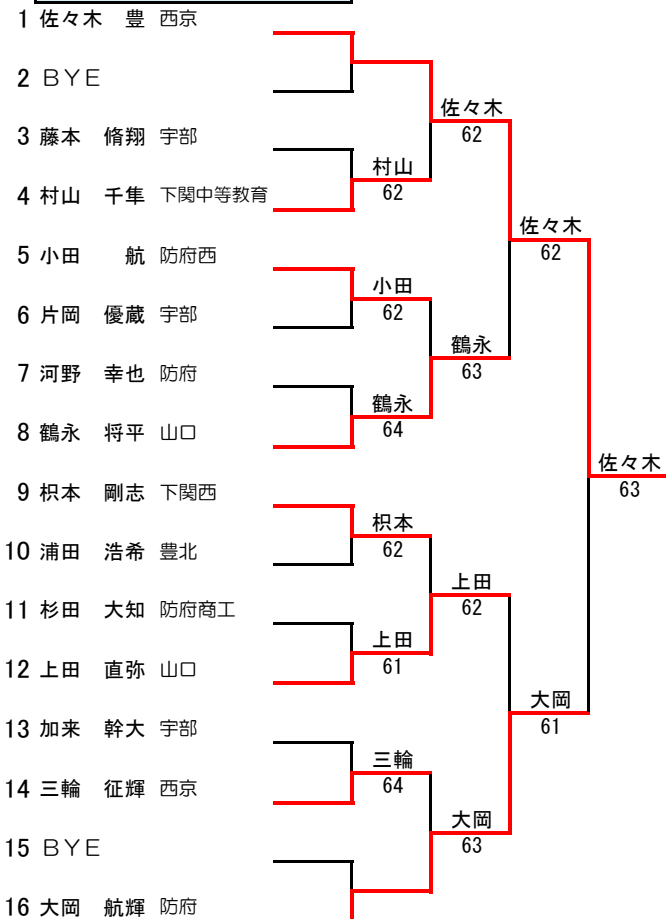 1 佐々木　豊 西京
2 ＢＹＥ
3 藤本　脩翔 宇部
4 村山　千隼 下関中等教育
5 小田　　航 防府西
6 片岡　優蔵 宇部
7 河野　幸也 防府
8 鶴永　将平 山口
9 枳本　剛志 下関西
10 浦田　浩希 豊北
11 杉田　大知 防府商工
12 上田　直弥 山口
13 加来　幹大 宇部
14 三輪　征輝 西京
15 ＢＹＥ
16 大岡　航輝 防府
村山
62
小田
62
鶴永
64
枳本
62
上田
61
三輪
64
佐々木
62
鶴永
63
上田
62
大岡
63
佐々木
62
大岡
61
佐々木
63